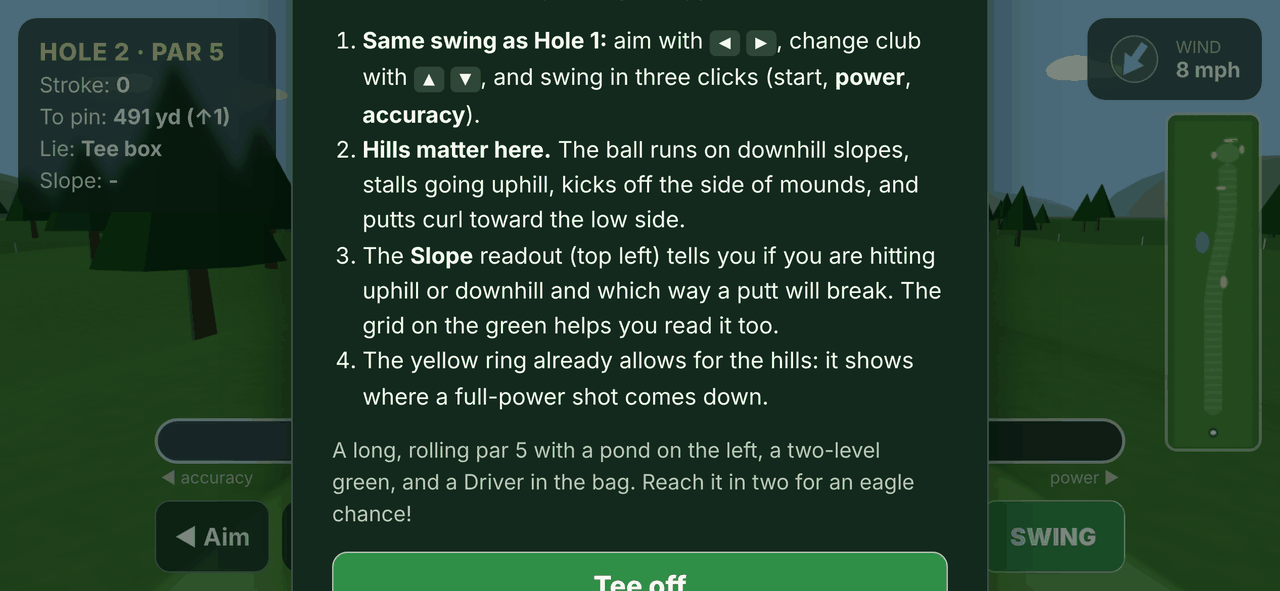 HOLE 2 · PAR 5
Stroke: 0
To pin: 491 yd (↑1)
Lie: Tee box
Slope: -
WIND
8 mph
1. Same swing as Hole 1: aim with ◀ ▶, change club
with ▲ ▼, and swing in three clicks (start, power,
accuracy).
2. Hills matter here. The ball runs on downhill slopes,
stalls going uphill, kicks off the side of mounds, and
putts curl toward the low side.
3. The Slope readout (top left) tells you if you are hitting
uphill or downhill and which way a putt will break. The
grid on the green helps you read it too.
4. The yellow ring already allows for the hills: it shows
where a full-power shot comes down.
A long, rolling par 5 with a pond on the left, a two-level
green, and a Driver in the bag. Reach it in two for an eagle
chance!
Tee off
◀ accuracy
power ▶
◀ Aim
SWING